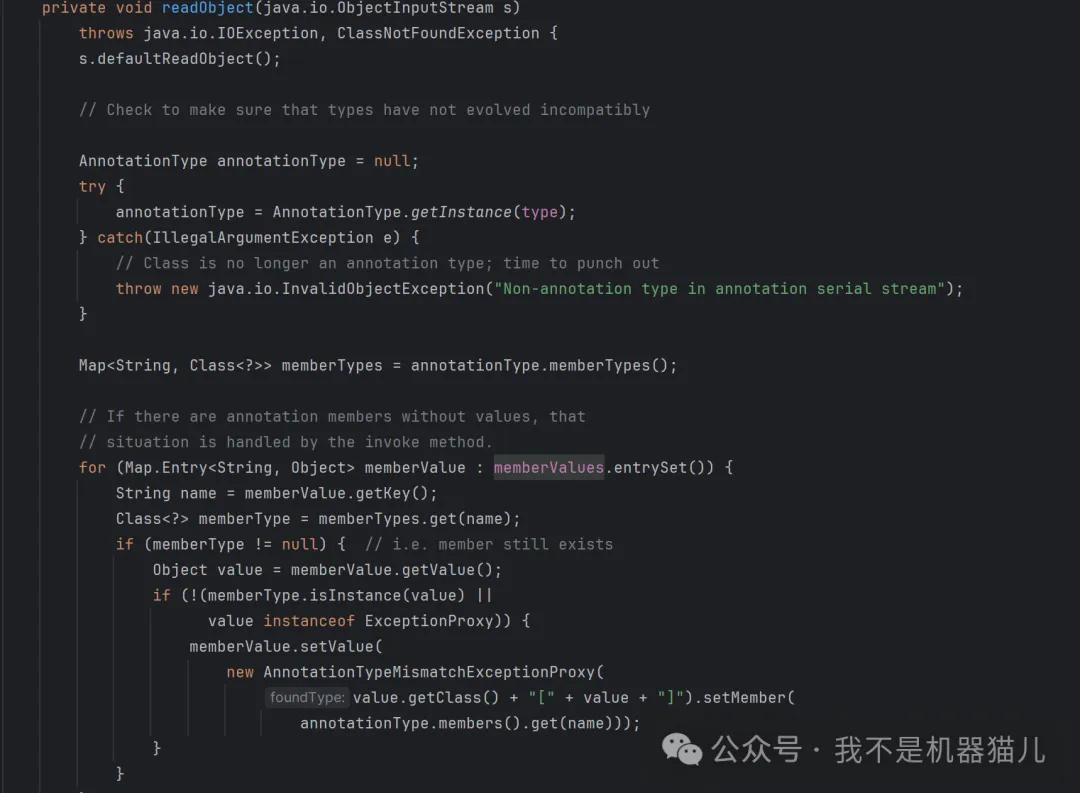 private void readObject(java.io.ObjectInputStream s)
throws java.io.IOException, ClassNotFoundException {
s.defaultReadObject();
// Check to make sure that types have not evolved incompatibly
AnnotationType annotationType = null;
try {
annotationType = AnnotationType.getInstance(type);
} catch(IllegalArgumentException e) {
// Class is no longer an annotation type; time to punch out
throw new java.io.InvalidObjectException("Non-annotation type in annotation serial stream");
}
Map<String, Class<?>> memberTypes = annotationType.memberTypes();
// If there are annotation members without values, that
// situation is handled by the invoke method.
for (Map.Entry<String, Object> memberValue : memberValues.entrySet()) {
String name = memberValue.getKey();
Class<?> memberType = memberTypes.get(name);
if (memberType != null) {  // i.e. member still exists
Object value = memberValue.getValue();
if (!(memberType.isInstance(value) ||
value instanceof ExceptionProxy)) {
memberValue.setValue(
new AnnotationTypeMismatchExceptionProxy(
foundType: value.getClass() + "[" + value + "]").setMember(
annotationType.members().get(name)));
}
}
公众号 · 我不是机器猫儿